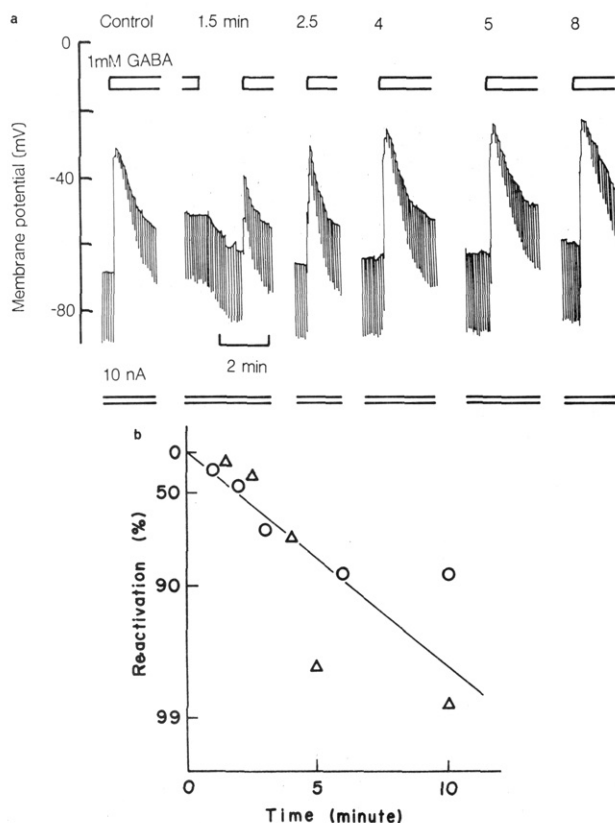 a
Control 1.5 min 2.5 4 5 8
0
1mM GABA
-40
-80
Membrane potential (mV)
2 min
10 nA
b
0
50
90
99
Reactivation (%)
0 5 10
Time (minute)